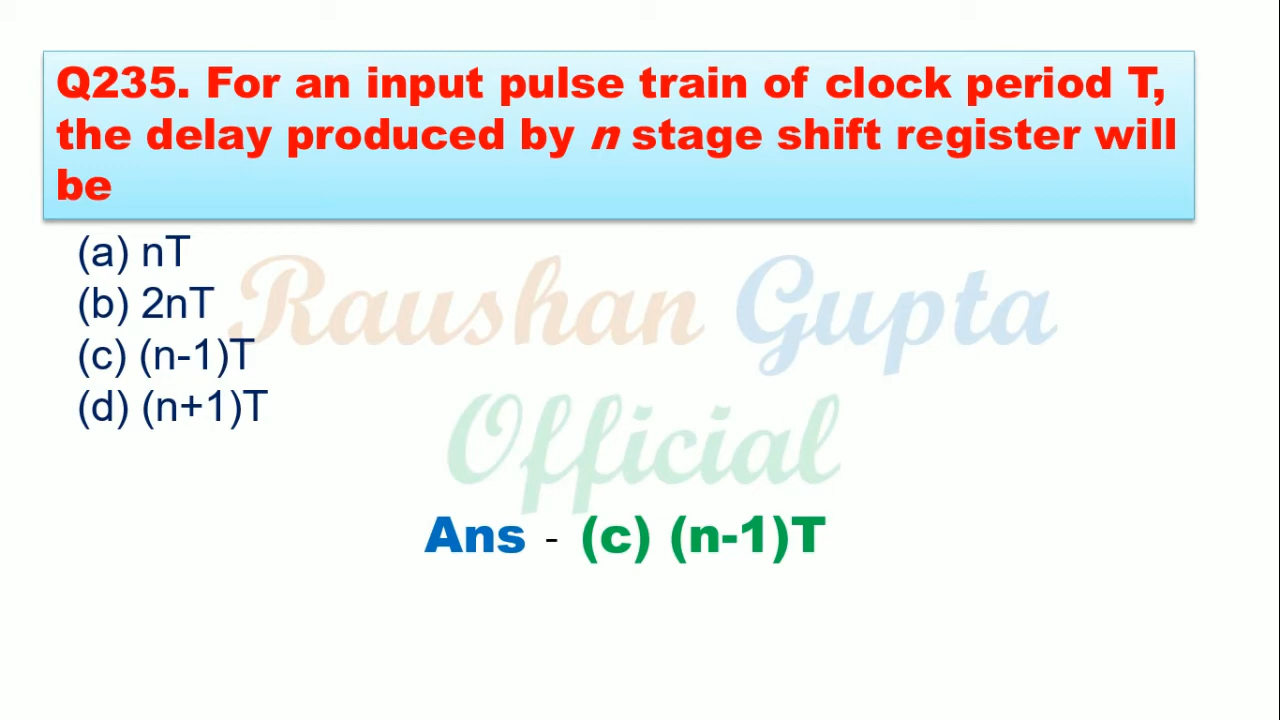 Q235. For an input pulse train of clock period T,
the delay produced by n stage shift register will
be
(a) nT
(b) 2nT
(c) (n-1)T
(d) (n+1)T
Raushan Gupta
Official
Ans - (c) (n-1)T